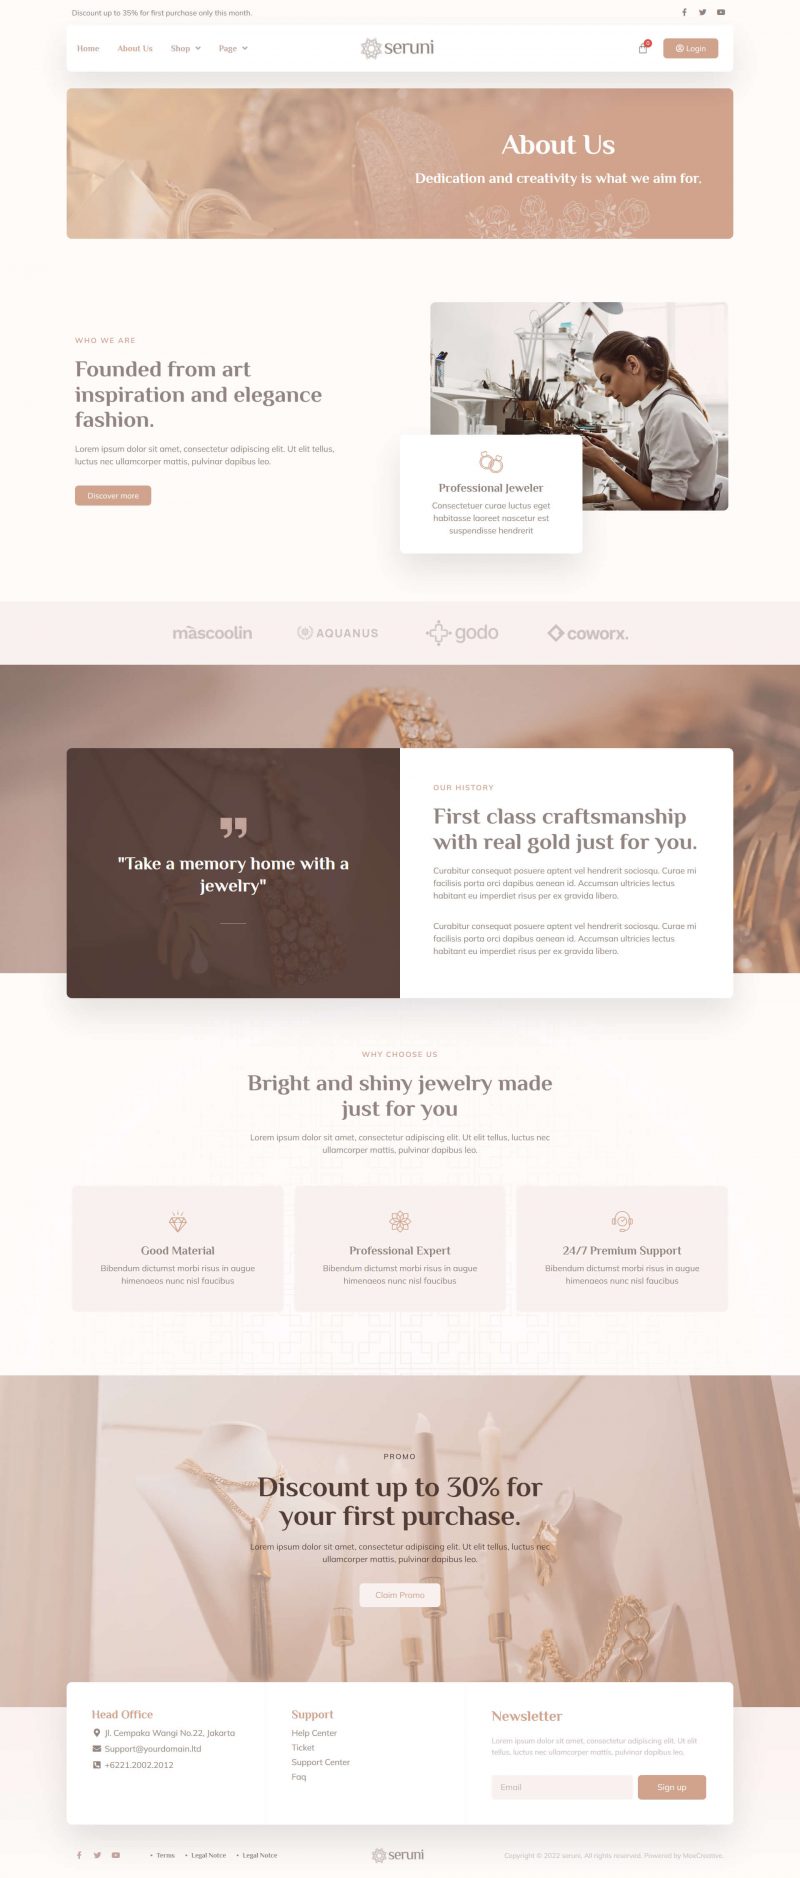 Discount up to 35% for first purchase only this month.
Home About Us Shop Page
seruni
0
Login
About Us
Dedication and creativity is what we aim for.
WHO WE ARE
Founded from art
inspiration and elegance
fashion.
Lorem ipsum dolor sit amet, consectetur adipiscing elit. Ut elit tellus,
luctus nec ullamcorper mattis, pulvinar dapibus leo.
Discover more
Professional Jeweler
Consectetuer curae luctus eget
habitasse laoreet nascetur est
suspendisse hendrerit
mascoolin AQUANUS godo coworx.
"Take a memory home with a
jewelry"
OUR HISTORY
First class craftsmanship
with real gold just for you.
Curabitur consequat posuere aptent vel hendrerit sociosqu. Curae mi
facilisis porta orci dapibus aenean id. Accumsan ultricies lectus
habitant eu imperdiet risus per ex gravida libero.
Curabitur consequat posuere aptent vel hendrerit sociosqu. Curae mi
facilisis porta orci dapibus aenean id. Accumsan ultricies lectus
habitant eu imperdiet risus per ex gravida libero.
WHY CHOOSE US
Bright and shiny jewelry made
just for you
Lorem ipsum dolor sit amet, consectetur adipiscing elit. Ut elit tellus, luctus nec
ullamcorper mattis, pulvinar dapibus leo.
Good Material
Bibendum dictumst morbi risus in augue
himenaeos nunc nisl faucibus
Professional Expert
Bibendum dictumst morbi risus in augue
himenaeos nunc nisl faucibus
24/7 Premium Support
Bibendum dictumst morbi risus in augue
himenaeos nunc nisl faucibus
PROMO
Discount up to 30% for
your first purchase.
Lorem ipsum dolor sit amet, consectetur adipiscing elit. Ut elit tellus, luctus nec
ullamcorper mattis, pulvinar dapibus leo.
Claim Promo
Head Office
Jl. Cempaka Wangi No.22, Jakarta
Support@yourdomain.ltd
+6221.2002.2012
Support
Help Center
Ticket
Support Center
Faq
Newsletter
Lorem ipsum dolor sit amet, consectetur adipiscing elit. Ut elit
tellus, luctus nec ullamcorper mattis, pulvinar dapibus leo.
Email
Sign up
• Terms • Legal Notce • Legal Notce
seruni
Copyright © 2022 seruni, All rights reserved. Powered by MoxCreative.